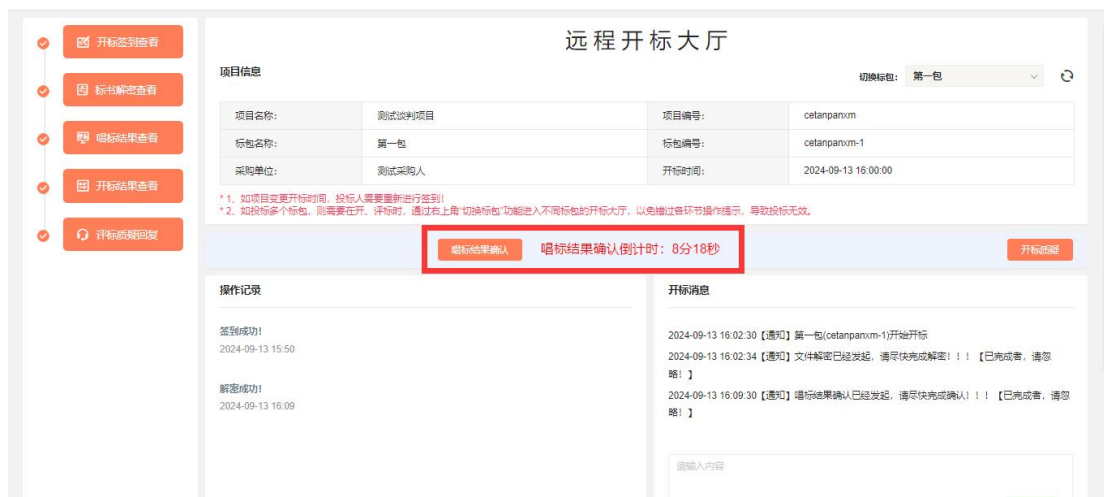 开标签到查看
标书解密查看
唱标结果查看
开标结果查看
评标质疑回复
远程开标大厅
项目信息
切换标包： 第一包
项目名称： 测试谈判项目 项目编号： cetanpanxm
标包名称： 第一包 标包编号： cetanpanxm-1
采购单位： 测试采购人 开标时间： 2024-09-13 16:00:00
* 1、如项目变更开标时间，投标人需要重新进行签到！
* 2、如投标多个标包，则需要在开、评标时，通过右上角“切换标包”功能进入不同标包的开标大厅，以免错过各环节操作提示，导致投标无效。
唱标结果确认 唱标结果确认倒计时：8分18秒 开标质疑
操作记录
签到成功!
2024-09-13 15:50
解密成功!
2024-09-13 16:09
开标消息
2024-09-13 16:02:30【通知】第一包(cetanpanxm-1)开始开标
2024-09-13 16:02:34【通知】文件解密已经发起，请尽快完成解密！！！【已完成者，请忽
略！】
2024-09-13 16:09:30【通知】唱标结果确认已经发起，请尽快完成确认！！！【已完成者，请忽
略！】
请输入内容